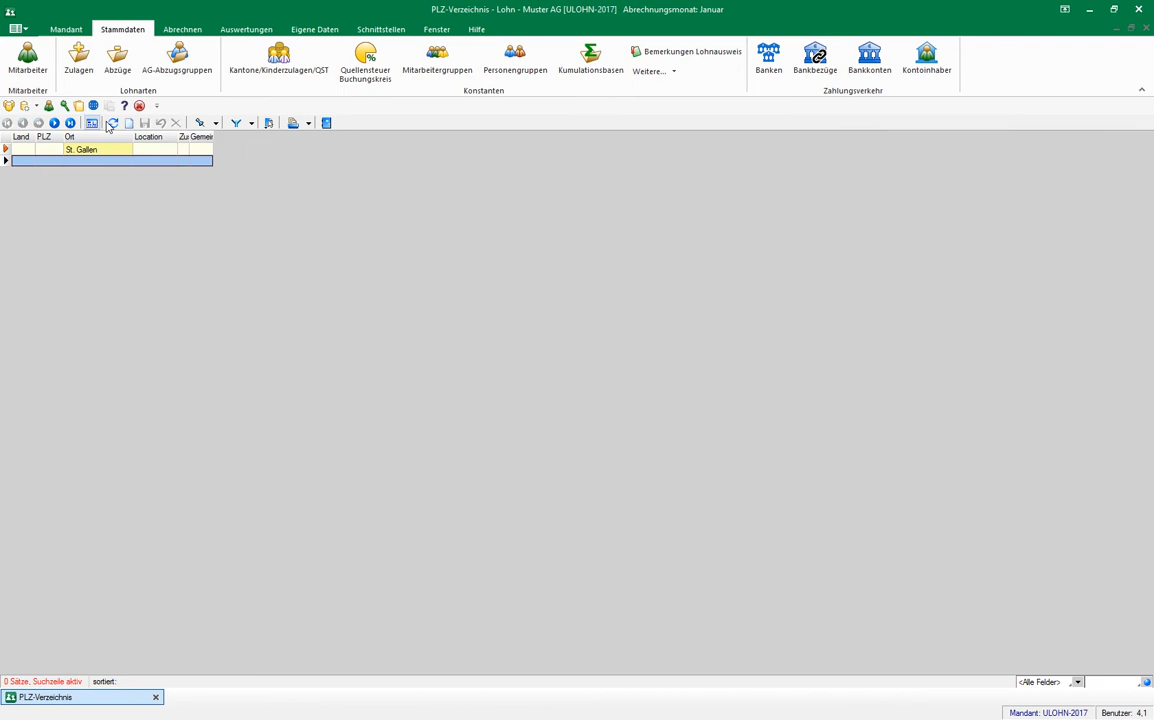 PLZ-Verzeichnis - Lohn - Muster AG [ULOHN-2017] Abrechnungsmonat: Januar
Mandant Stammdaten Abrechnen Auswertungen Eigene Daten Schnittstellen Fenster Hilfe
Mitarbeiter Zulagen Abzüge AG-Abzugsgruppen Kantone/Kinderzulagen/QST Quellensteuer Buchungskreis Mitarbeitergruppen Personengruppen Kumulationsbasen Bemerkungen Lohnausweis Weitere... Banken Bankbezüge Bankkonten Kontoinhaber
Mitarbeiter Lohnarten Konstanten Zahlungsverkehr
Land PLZ Ort Location Zu Gemein
St. Gallen
0 Sätze, Suchzeile aktiv sortiert: <Alle Felder>
PLZ-Verzeichnis
Mandant: ULOHN-2017 Benutzer: 4,1